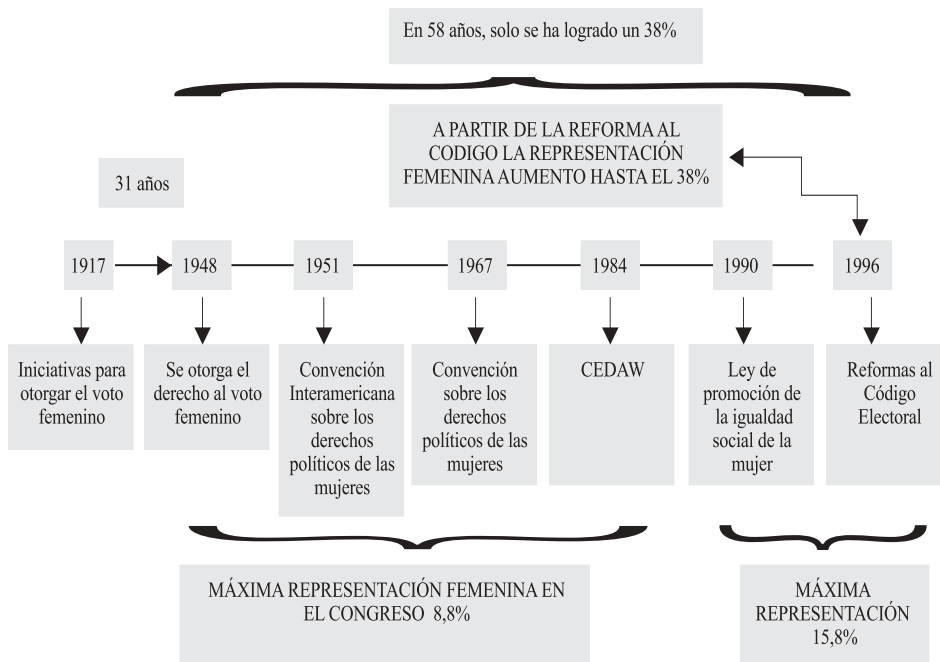 En 58 años, solo se ha logrado un 38%
A PARTIR DE LA REFORMA AL
CODIGO LA REPRESENTACIÓN
FEMENINA AUMENTO HASTA EL 38%
31 años
1917
1948
1951
1967
1984
1990
1996
Iniciativas para
otorgar el voto
femenino
Se otorga el
derecho al voto
femenino
Convención
Interamericana
sobre los
derechos
políticos de las
mujeres
Convención
sobre los
derechos
políticos de las
mujeres
CEDAW
Ley de
promoción de
la igualdad
social de la
mujer
Reformas al
Código
Electoral
MÁXIMA REPRESENTACIÓN FEMENINA EN
EL CONGRESO 8,8%
MÁXIMA
REPRESENTACIÓN
15,8%